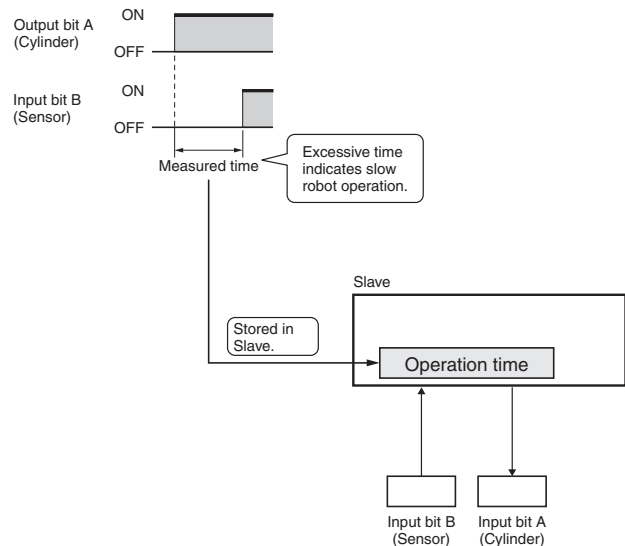 Output bit A
(Cylinder)
ON
OFF
Input bit B
(Sensor)
ON
OFF
Measured time
Excessive time
indicates slow
robot operation.
Slave
Stored in
Slave.
Operation time
Input bit B
(Sensor)
Input bit A
(Cylinder)